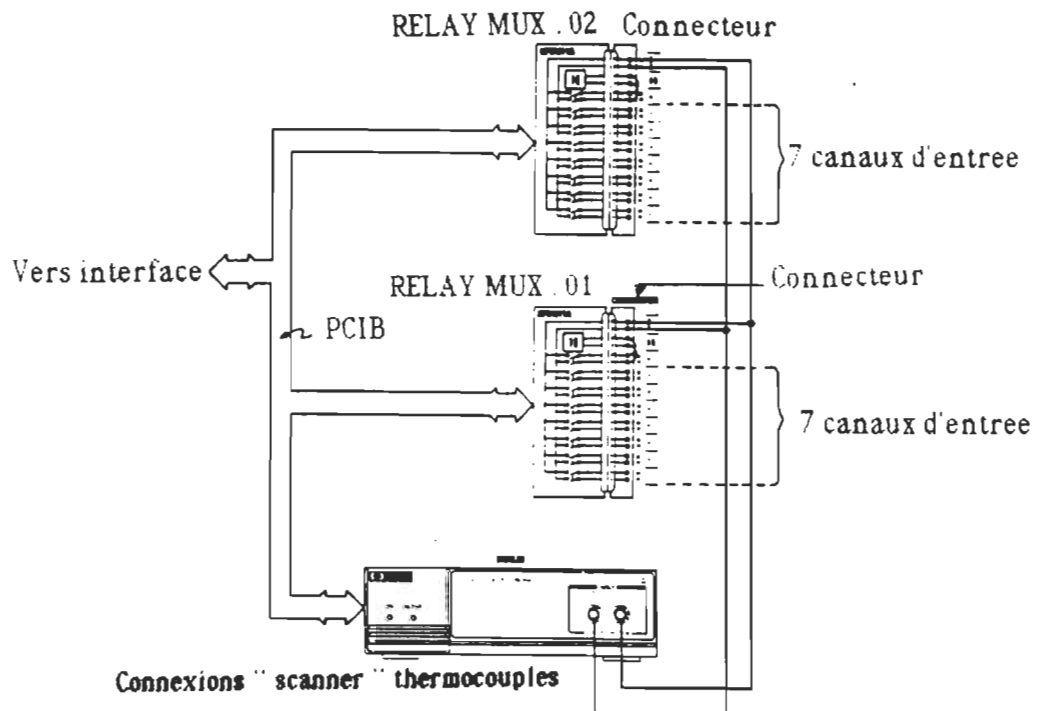 RELAY MUX . 02 Connecteur
7 canaux d'entree
Vers interface
RELAY MUX . 01
Connecteur
PCIB
7 canaux d'entree
Connexions " scanner " thermocouples